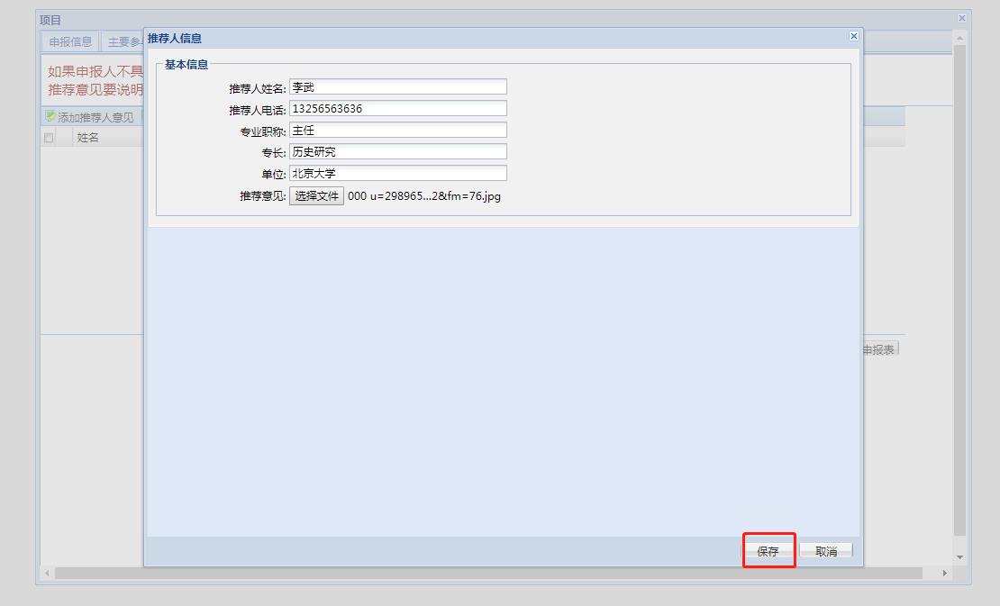 项目
申报信息 主要参
推荐人信息
如果申报人不具
推荐意见要说明
添加推荐人意见
姓名
基本信息
推荐人姓名: 李武
推荐人电话: 13256563636
专业职称: 主任
专长: 历史研究
单位: 北京大学
推荐意见: 选择文件 000 u=298965...2&fm=76.jpg
申报表
保存 取消